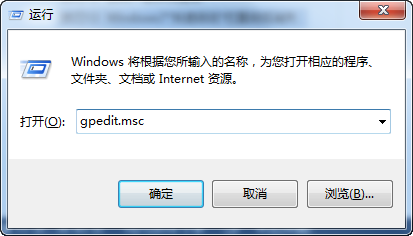 运行
Windows 将根据您所输入的名称，为您打开相应的程序、
文件夹、文档或 Internet 资源。
打开(O): gpedit.msc
确定 取消 浏览(B)...